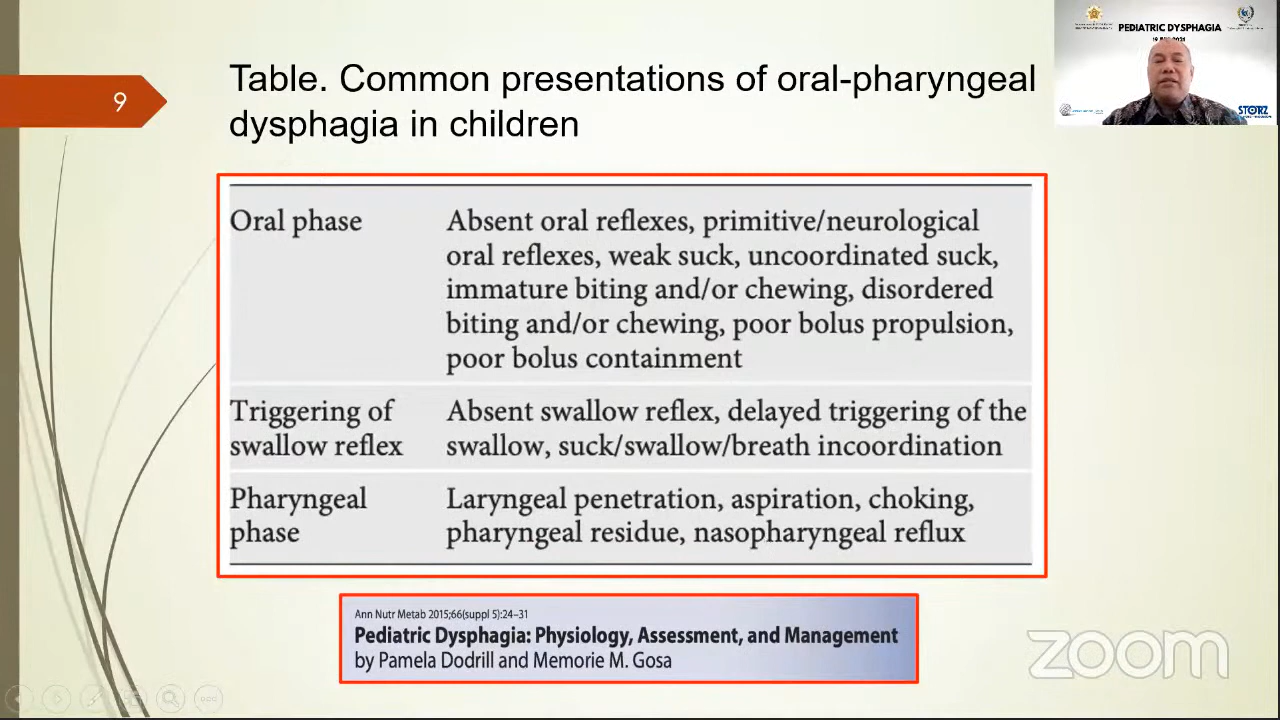 9
Table. Common presentations of oral-pharyngeal
dysphagia in children
PEDIATRIC DYSPHAGIA
STORZ
Oral phase
Absent oral reflexes, primitive/neurological
oral reflexes, weak suck, uncoordinated suck,
immature biting and/or chewing, disordered
biting and/or chewing, poor bolus propulsion,
poor bolus containment
Triggering of
swallow reflex
Absent swallow reflex, delayed triggering of the
swallow, suck/swallow/breath incoordination
Pharyngeal
phase
Laryngeal penetration, aspiration, choking,
pharyngeal residue, nasopharyngeal reflux
Ann Nutr Metab 2015;66(suppl 5):24–31
Pediatric Dysphagia: Physiology, Assessment, and Management
by Pamela Dodrill and Memorie M. Gosa
zoom